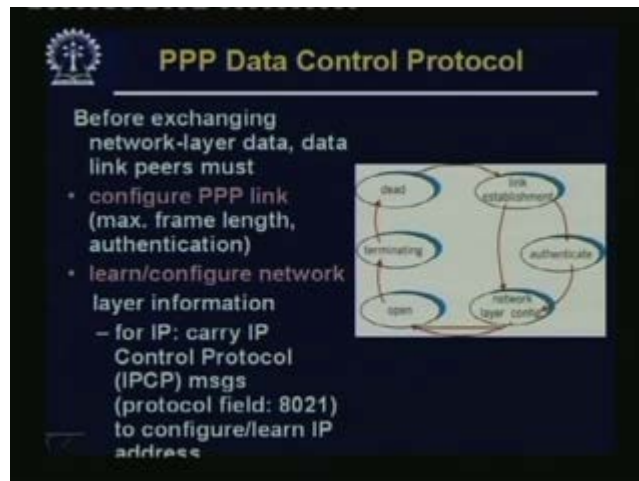 PPP Data Control Protocol
Before exchanging
network-layer data, data
link peers must
• configure PPP link
(max. frame length,
authentication)
• learn/configure network
layer information
– for IP: carry IP
Control Protocol
(IPCP) msgs
(protocol field: 8021)
to configure/learn IP
address
dead
link
establishment
terminating
authenticate
open
network
layer config